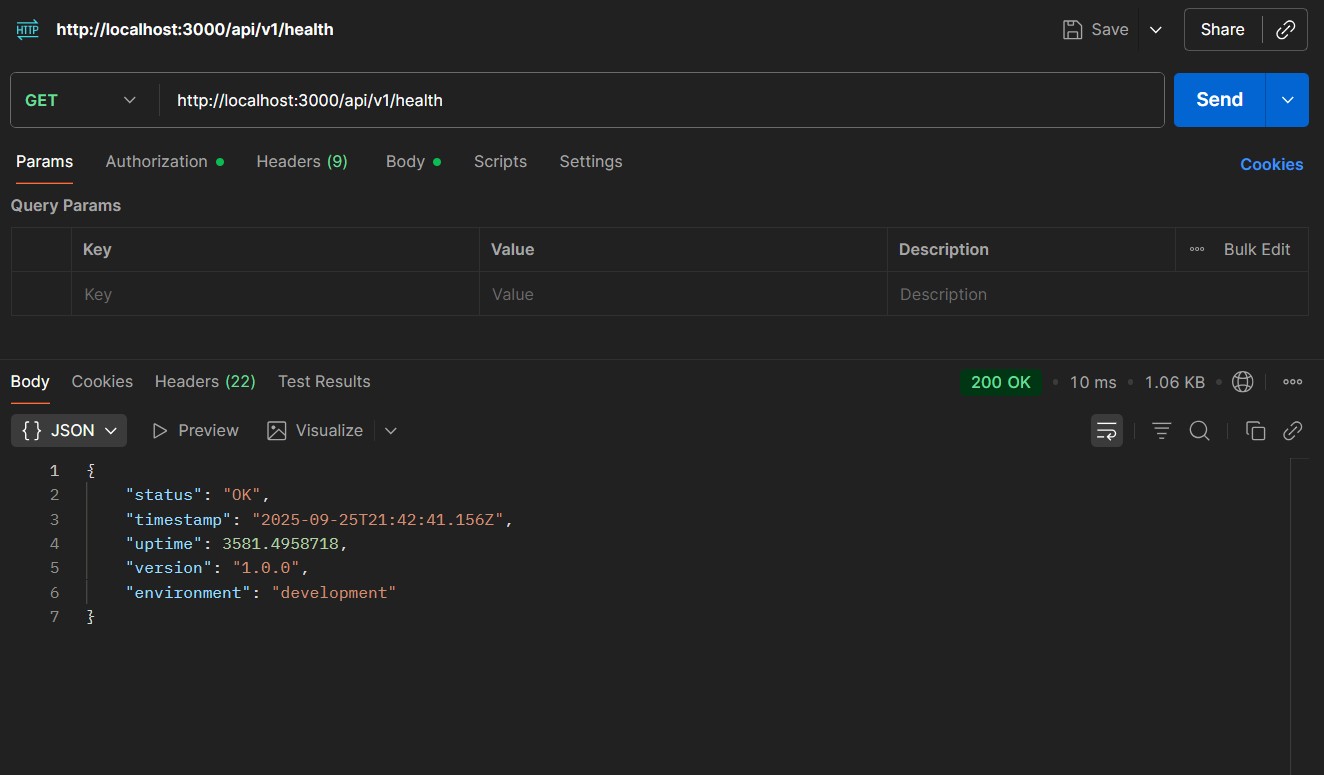 HTTP http://localhost:3000/api/v1/health Save Share
GET http://localhost:3000/api/v1/health Send
Params Authorization Headers (9) Body Scripts Settings Cookies
Query Params
Key Value Description Bulk Edit
Key Value Description
Body Cookies Headers (22) Test Results 200 OK • 10 ms • 1.06 KB •
{} JSON Preview Visualize
1 {
2 "status": "OK",
3 "timestamp": "2025-09-25T21:42:41.156Z",
4 "uptime": 3581.4958718,
5 "version": "1.0.0",
6 "environment": "development"
7 }